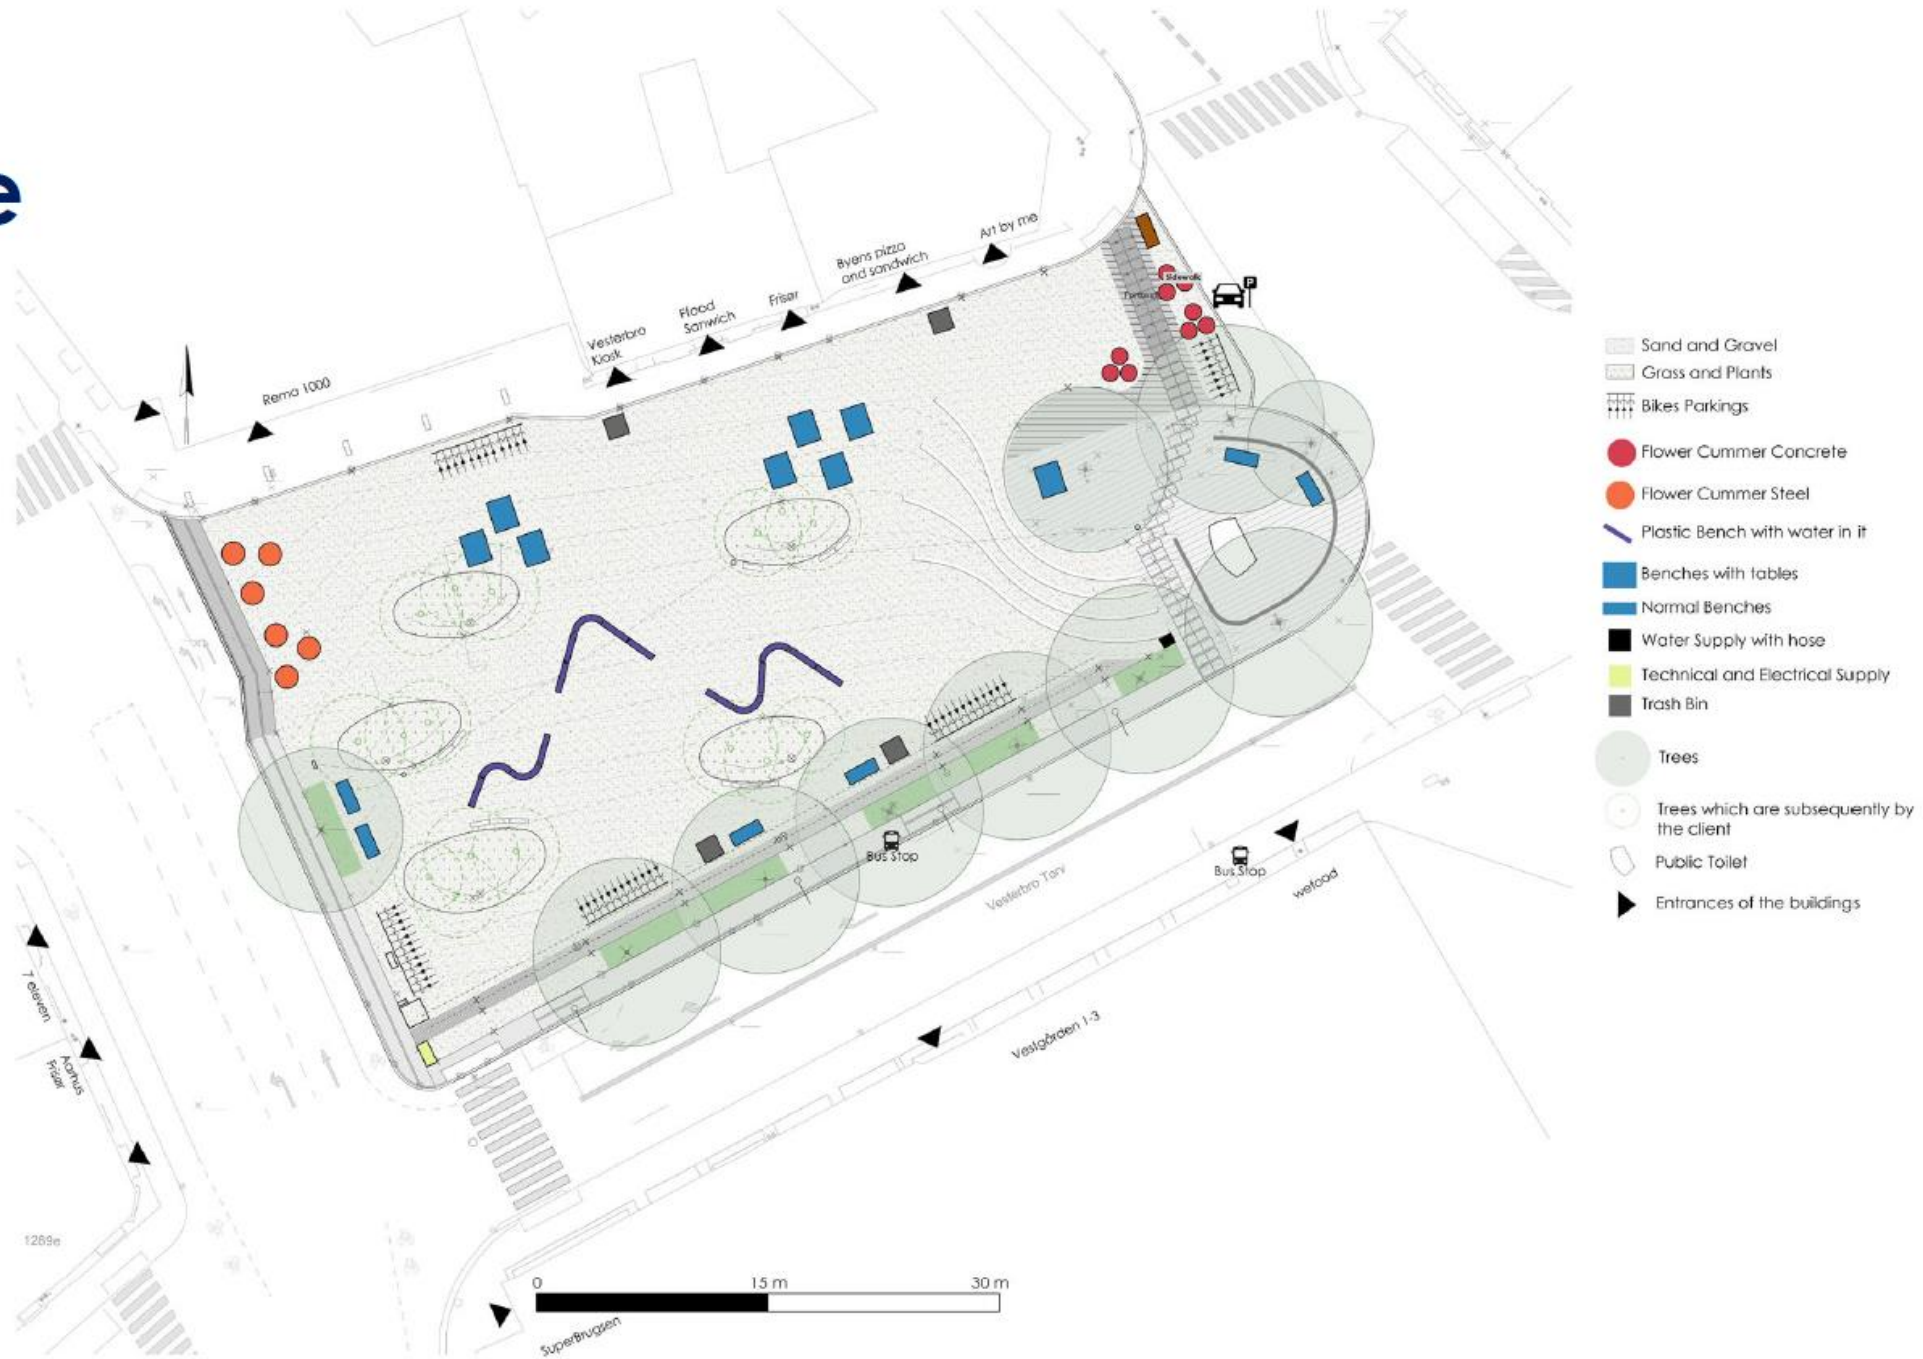 e
Art by me
Byens pizza
and sandwich
Frisør
Flood
Sanwich
Vesterbro
Kiosk
Rema 1000
Sidewalk
P
Sand and Gravel
Grass and Plants
Bikes Parkings
Flower Cummer Concrete
Flower Cummer Steel
Plastic Bench with water in it
Benches with tables
Normal Benches
Water Supply with hose
Technical and Electrical Supply
Trash Bin
Trees
Trees which are subsequently by
the client
Public Toilet
Entrances of the buildings
Bus Stop
Bus Stop
Vesterbro Torv
wefood
Vestgården 1-3
7 eleven
Aarhus
Frisør
1289e
0 15 m 30 m
SuperBrugsen